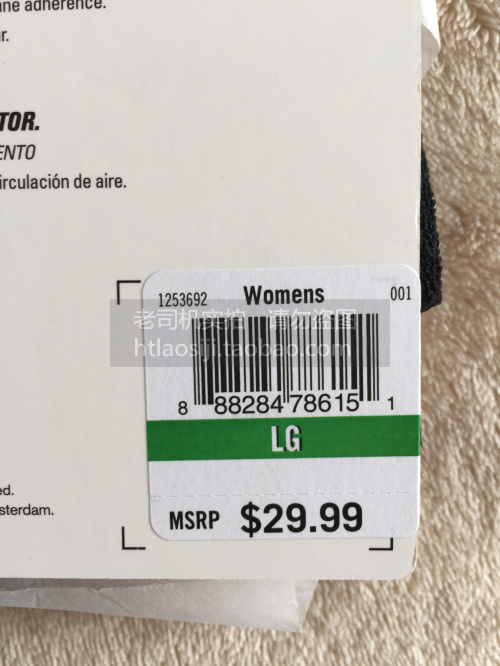 ne adherence.
r.
TOR.
ENTO
irculación de aire.
1253692 Womens 001
老司机实拍 请勿盗图
htlaosiji.taobao.com
8 88284 78615 1
LG
ed.
sterdam.
MSRP $29.99